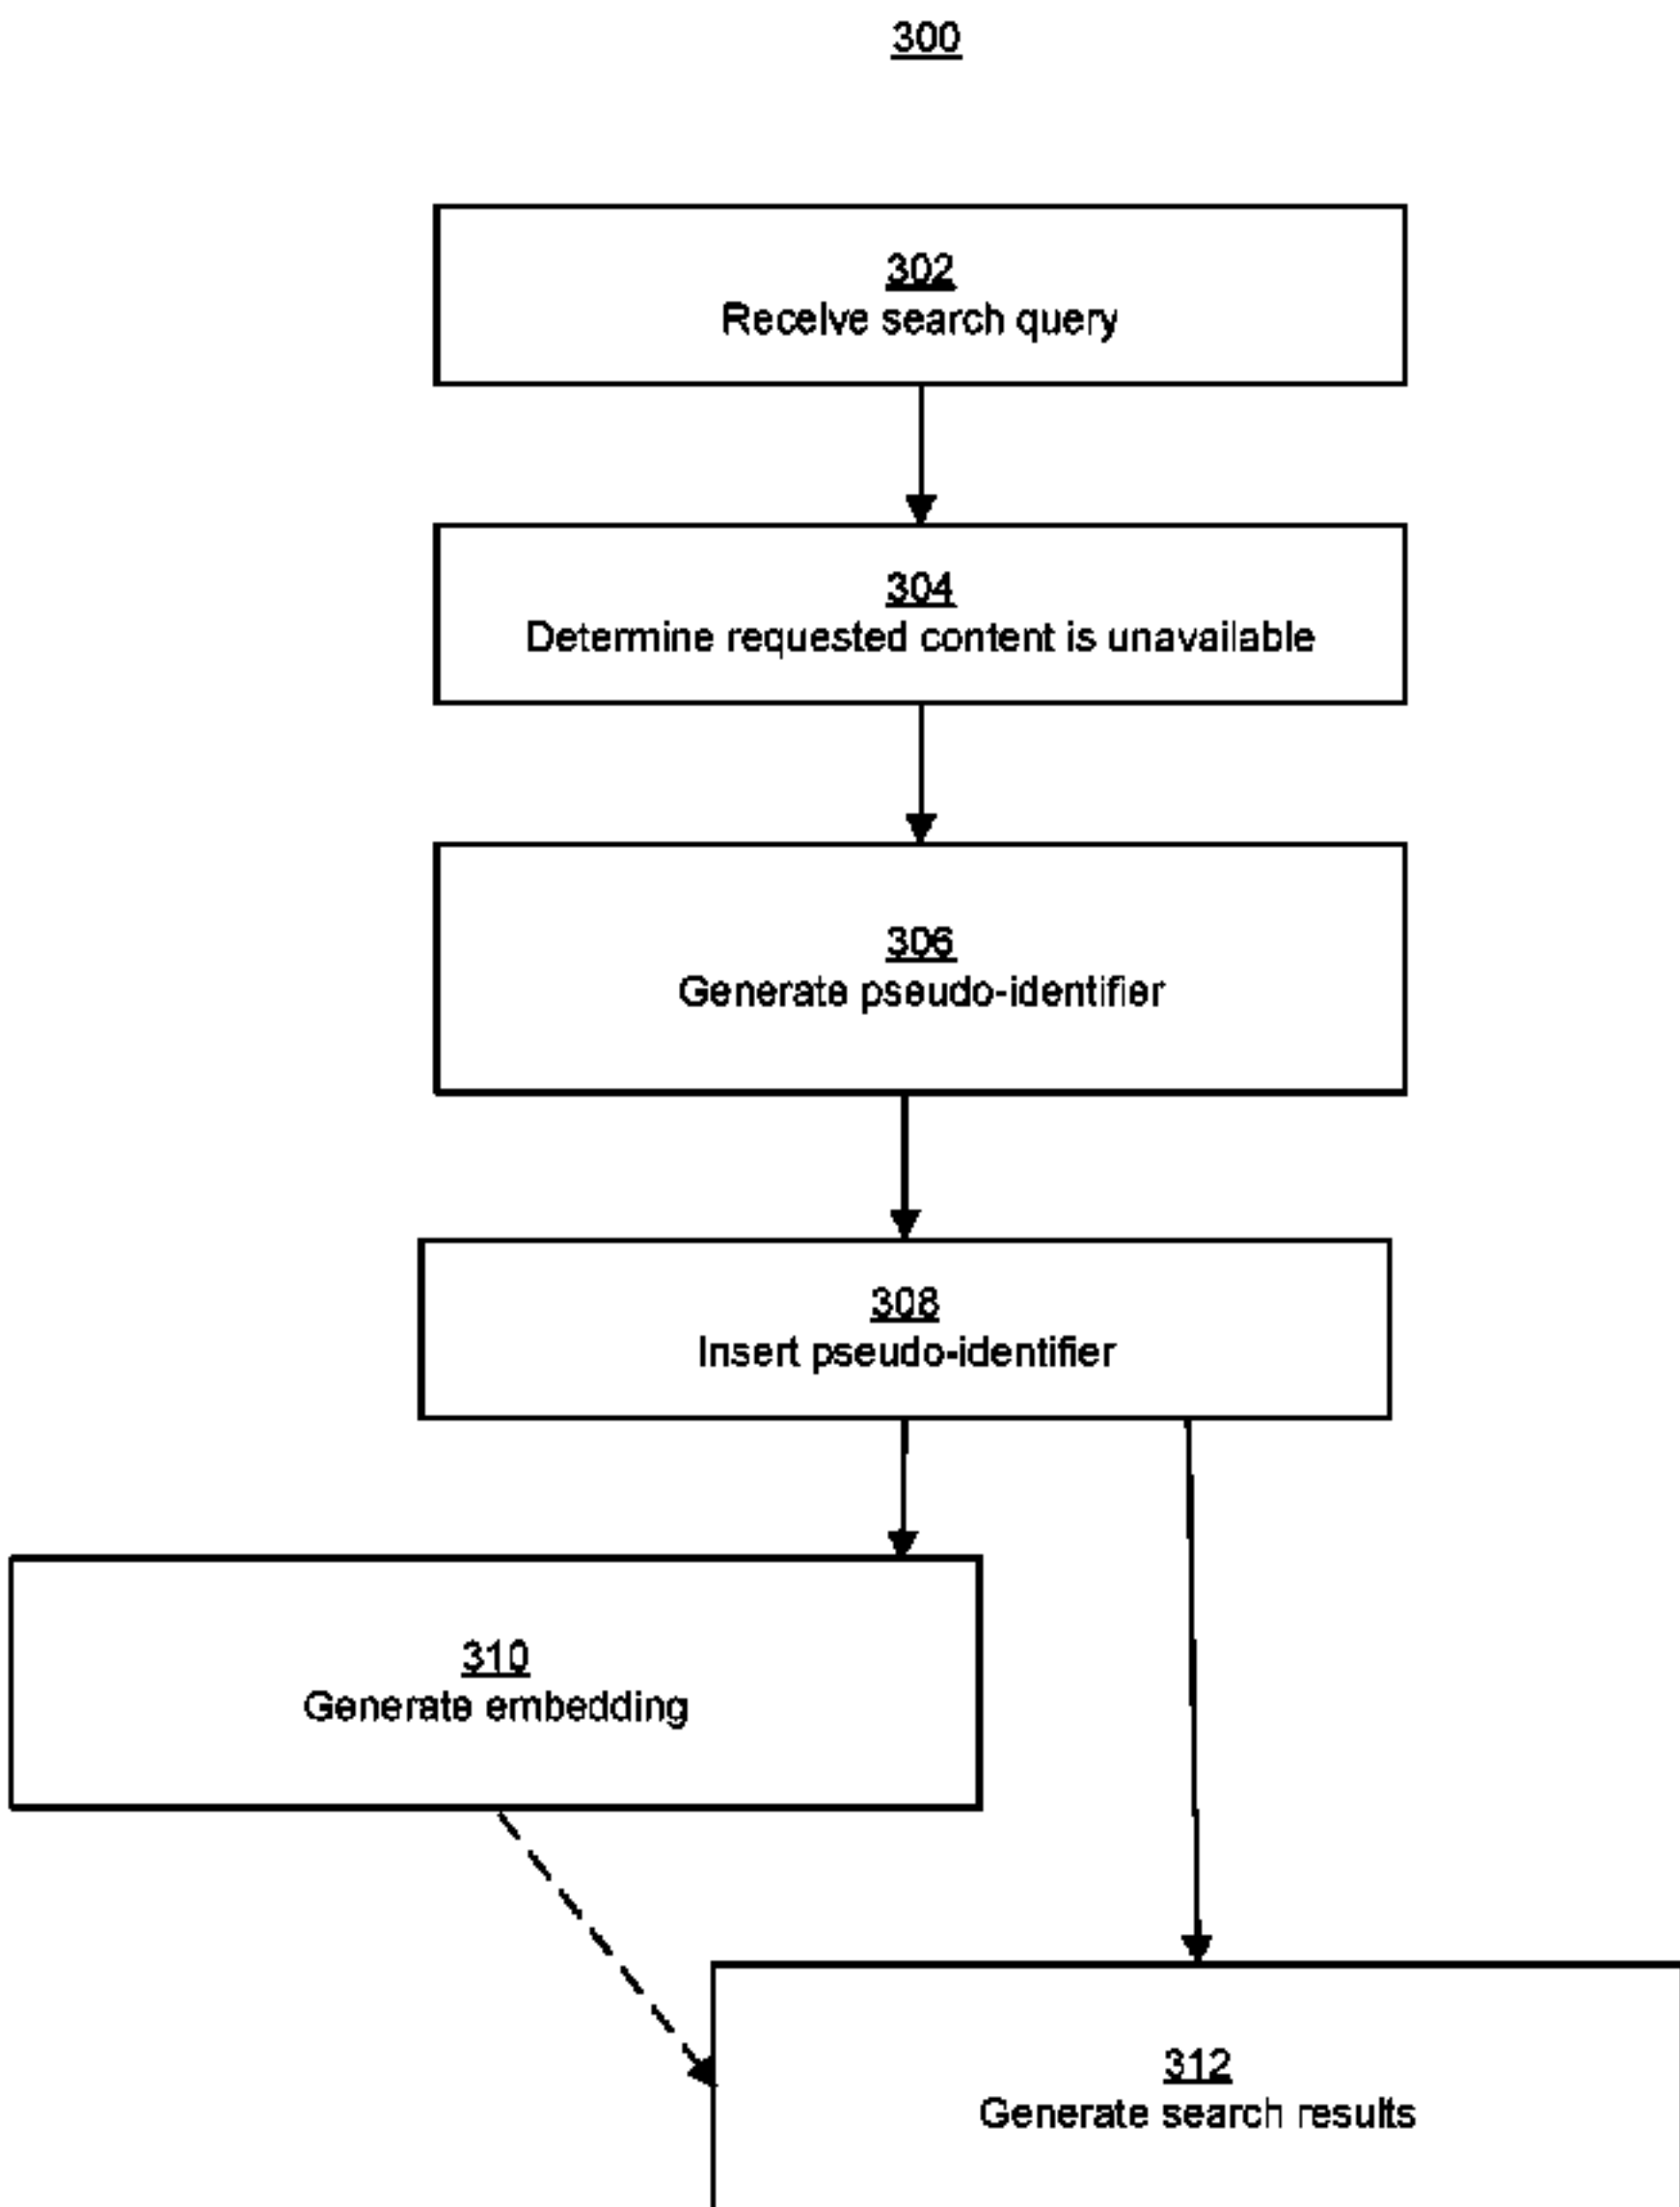 300
302
Receive search query
304
Determine requested content is unavailable
306
Generate pseudo-identifier
308
Insert pseudo-identifier
310
Generate embedding
312
Generate search results